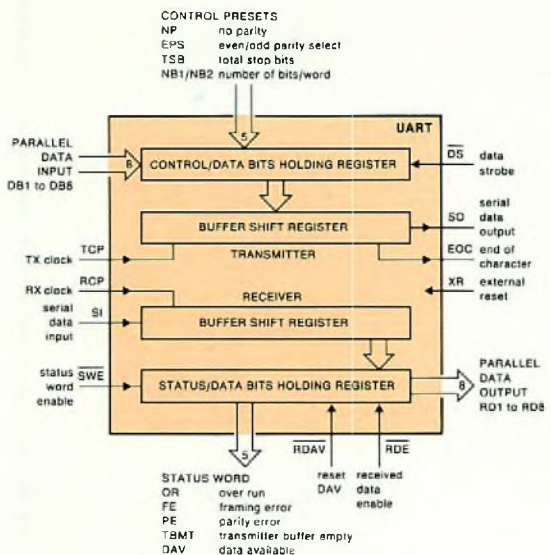 CONTROL PRESETS
NP no parity
EPS even/odd parity select
TSB total stop bits
NB1/NB2 number of bits/word
5
UART
PARALLEL
DATA
INPUT
DB1 to DB8
8
CONTROL/DATA BITS HOLDING REGISTER
DS data
strobe
BUFFER SHIFT REGISTER
SO serial
data
output
TX clock TCP
TRANSMITTER
EOC end of
character
RX clock RCP
RECEIVER
XR external
reset
serial
data
input
SI
BUFFER SHIFT REGISTER
status
word
enable
SWE
STATUS/DATA BITS HOLDING REGISTER
8
PARALLEL
DATA
OUTPUT
RD1 to RD8
5
RDAV
RDE
reset
DAV
received
data
enable
STATUS WORD
OR over run
FE framing error
PE parity error
TBMT transmitter buffer empty
DAV data available